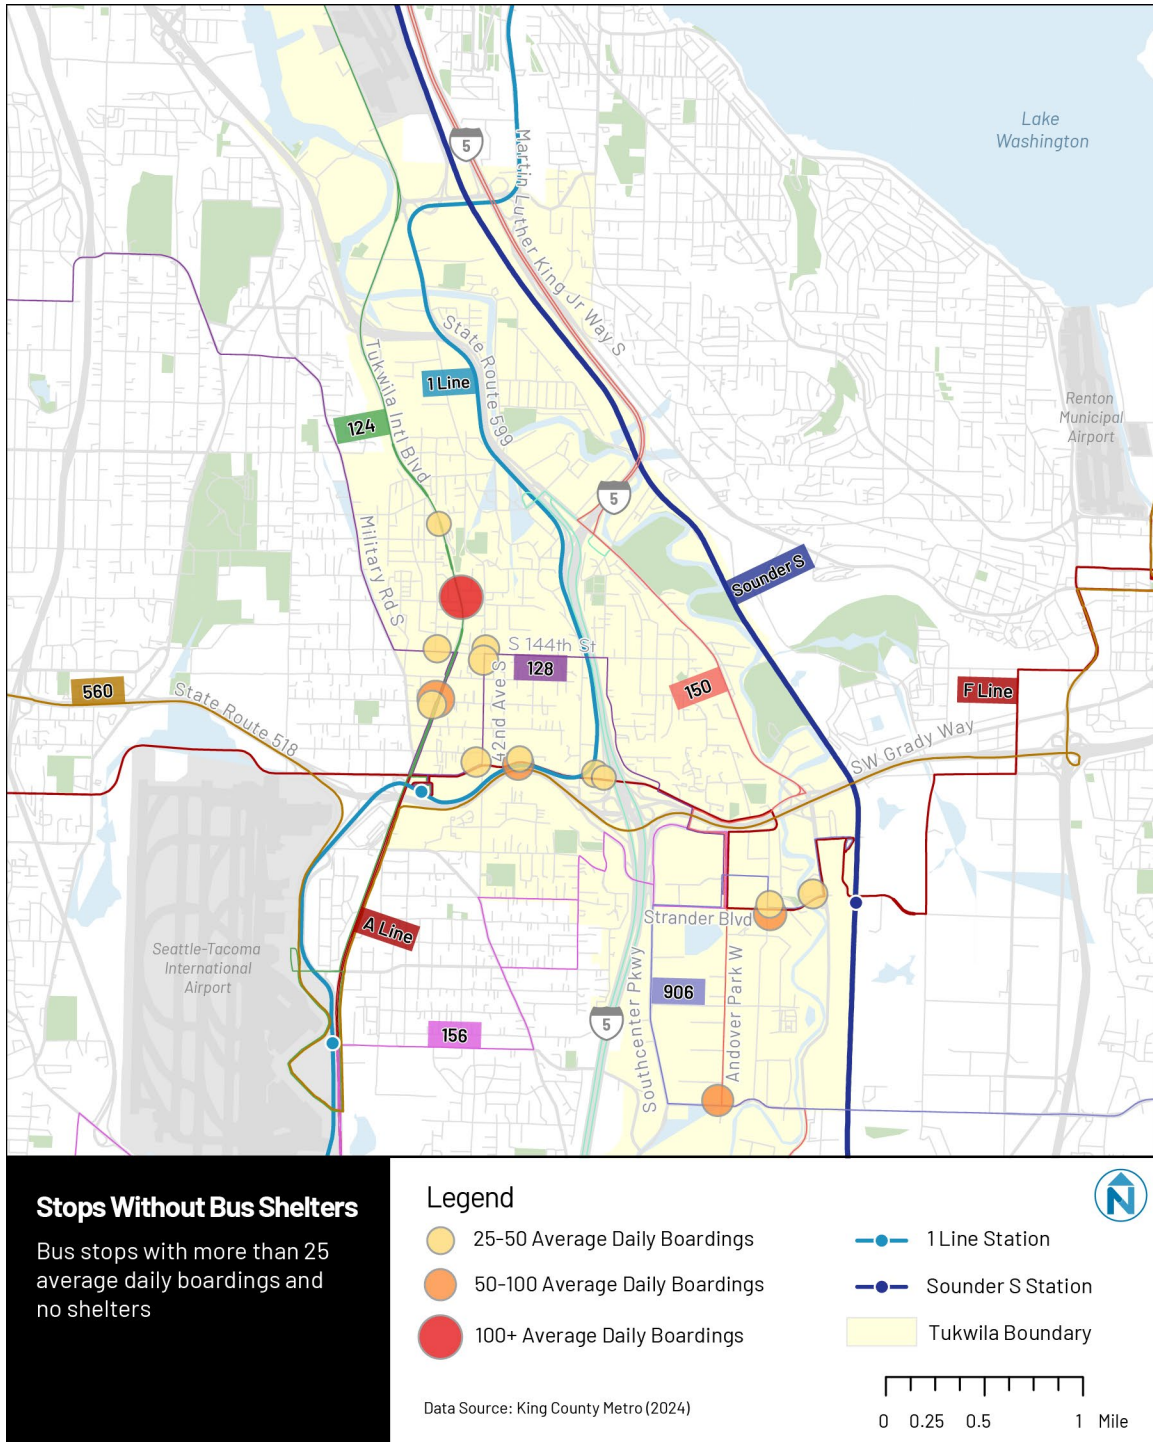 Lake
Washington
5
Martin Luther King Jr Way S
State Route 599
1 Line
Tukwila Intl Blvd
124
Renton
Municipal
Airport
5
Military Rd S
Sounder S
S 144th St
128
42nd Ave S
150
560
State Route 518
F Line
SW Grady Way
Strander Blvd
A Line
Seattle-Tacoma
International
Airport
906
Southcenter Pkwy
Andover Park W
5
156
Stops Without Bus Shelters
Bus stops with more than 25
average daily boardings and
no shelters
Legend
25-50 Average Daily Boardings
50-100 Average Daily Boardings
100+ Average Daily Boardings
Data Source: King County Metro (2024)
N
1 Line Station
Sounder S Station
Tukwila Boundary
0 0.25 0.5 1 Mile